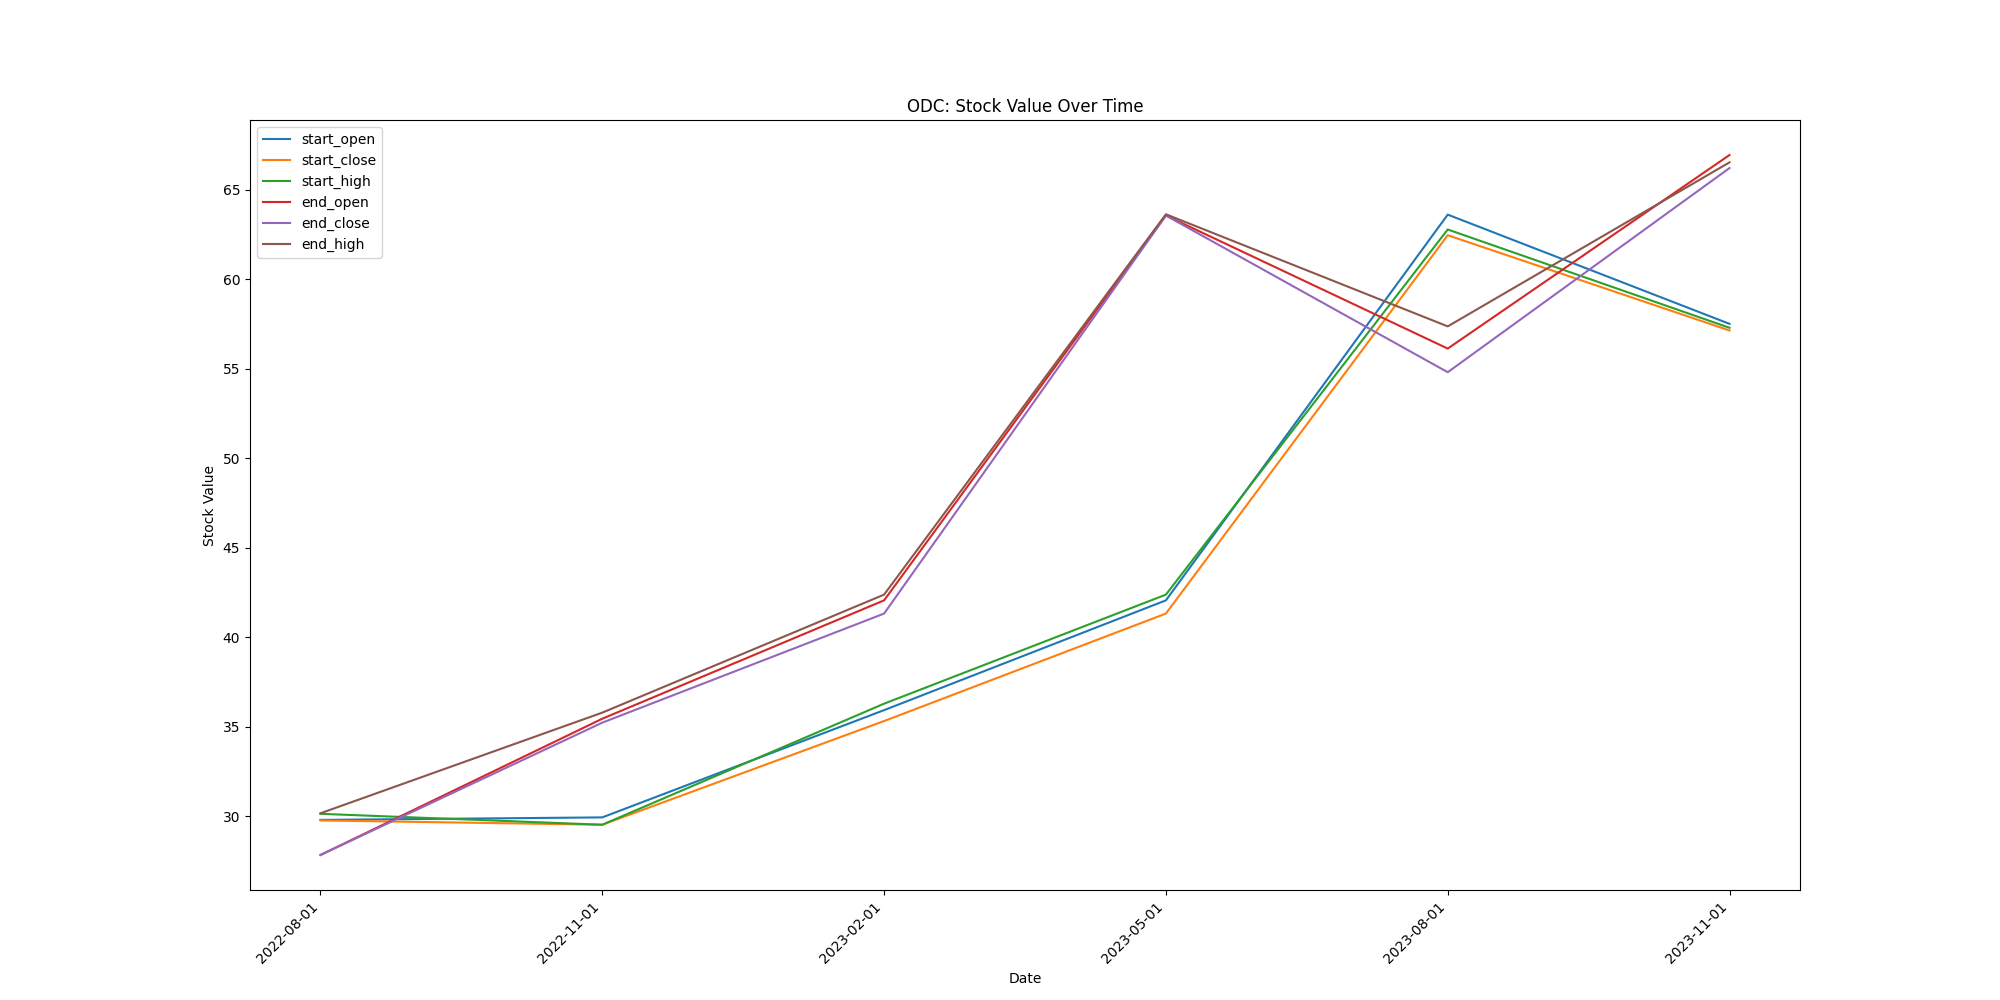 ODC: Stock Value Over Time
start_open
start_close
start_high
end_open
end_close
end_high
65
60
55
50
45
40
35
30
Stock Value
2022-08-01
2022-11-01
2023-02-01
2023-05-01
2023-08-01
2023-11-01
Date